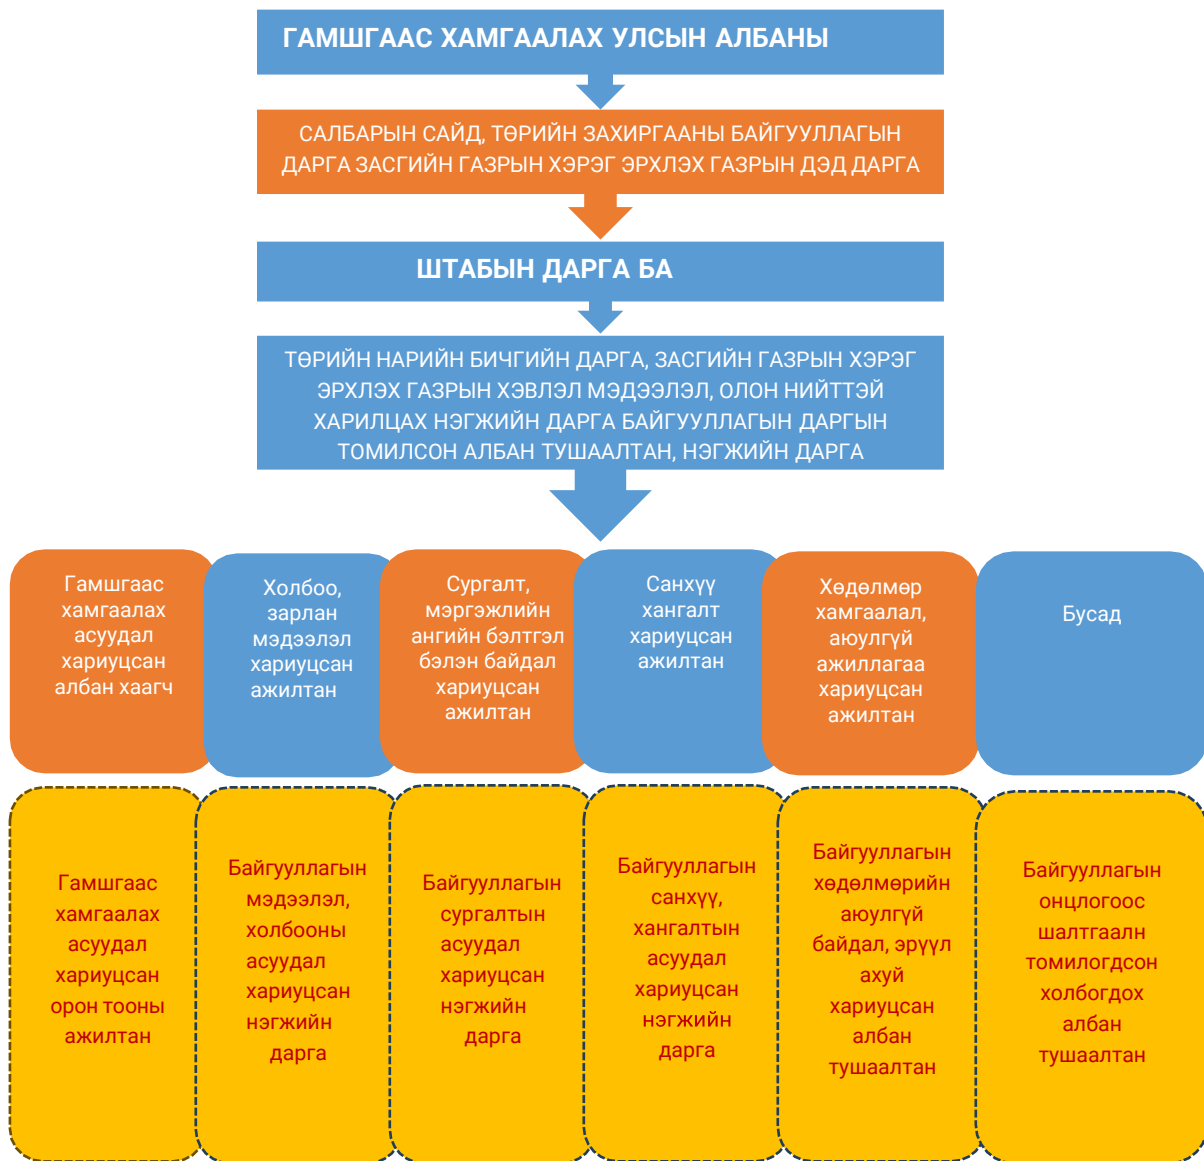 ГАМШГААС ХАМГААЛАХ УЛСЫН АЛБАНЫ
САЛБАРЫН САЙД, ТӨРИЙН ЗАХИРГААНЫ БАЙГУУЛЛАГЫН
ДАРГА ЗАСГИЙН ГАЗРЫН ХЭРЭГ ЭРХЛЭХ ГАЗРЫН ДЭД ДАРГА
ШТАБЫН ДАРГА БА
ТӨРИЙН НАРИЙН БИЧГИЙН ДАРГА, ЗАСГИЙН ГАЗРЫН ХЭРЭГ
ЭРХЛЭХ ГАЗРЫН ХЭВЛЭЛ МЭДЭЭЛЭЛ, ОЛОН НИЙТТЭЙ
ХАРИЛЦАХ НЭГЖИЙН ДАРГА БАЙГУУЛЛАГЫН ДАРГЫН
ТОМИЛСОН АЛБАН ТУШААЛТАН, НЭГЖИЙН ДАРГА
Гамшгаас
хамгаалах
асуудал
хариуцсан
албан хаагч
Холбоо,
зарлан
мэдээлэл
хариуцсан
ажилтан
Сургалт,
мэргэжлийн
ангийн бэлтгэл
бэлэн байдал
хариуцсан
ажилтан
Санхүү
хангалт
хариуцсан
ажилтан
Хөдөлмөр
хамгаалал,
аюулгүй
ажиллагаа
хариуцсан
ажилтан
Бусад
Гамшгаас
хамгаалах
асуудал
хариуцсан
орон тооны
ажилтан
Байгууллагын
мэдээлэл,
холбооны
асуудал
хариуцсан
нэгжийн
дарга
Байгууллагын
сургалтын
асуудал
хариуцсан
нэгжийн
дарга
Байгууллагын
санхүү,
хангалтын
асуудал
хариуцсан
нэгжийн
дарга
Байгууллагын
хөдөлмөрийн
аюулгүй
байдал, эрүүл
ахуй
хариуцсан
албан
тушаалтан
Байгууллагын
онцлогоос
шалтгаалн
томилогдсон
холбогдох
албан
тушаалтан